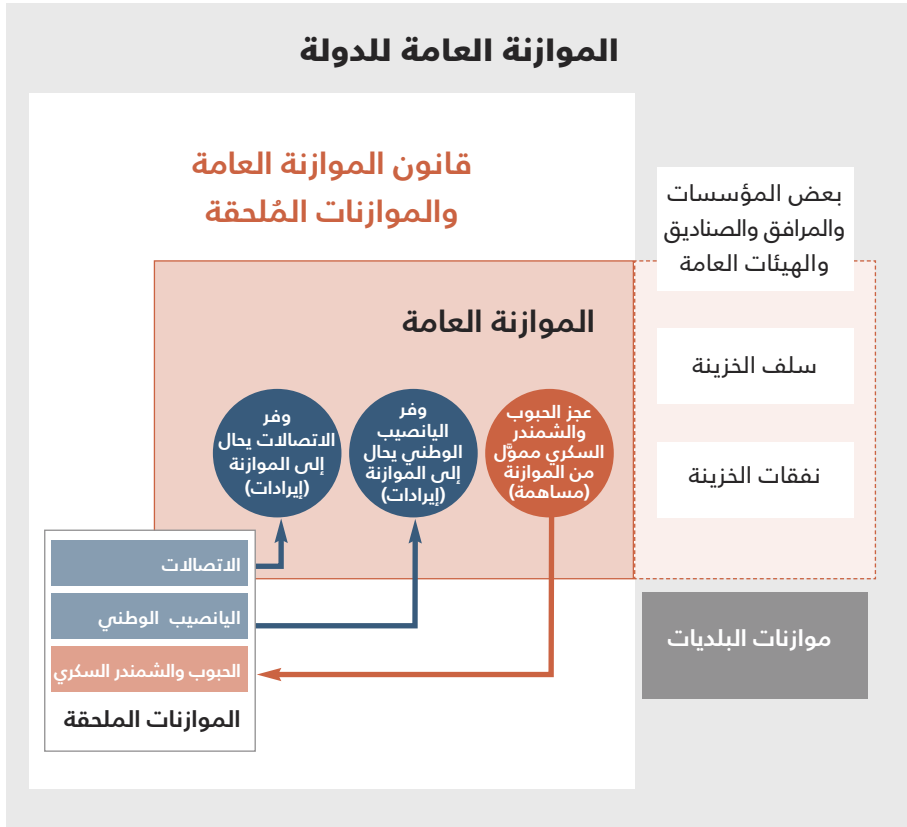 الموازنة العامة للدولة
قانون الموازنة العامة
والموازنات المُلحقة
بعض المؤسسات
والمرافق والصناديق
والهيئات العامة
الموازنة العامة
سلف الخزينة
نفقات الخزينة
عجز الحبوب
والشمندر
السكري مموَّل
من الموازنة
(مساهمة)
وفر
اليانصيب
الوطني يحال
إلى الموازنة
(إيرادات)
وفر
الاتصالات يحال
إلى الموازنة
(إيرادات)
الاتصالات
اليانصيب الوطني
الحبوب والشمندر السكري
الموازنات الملحقة
موازنات البلديات